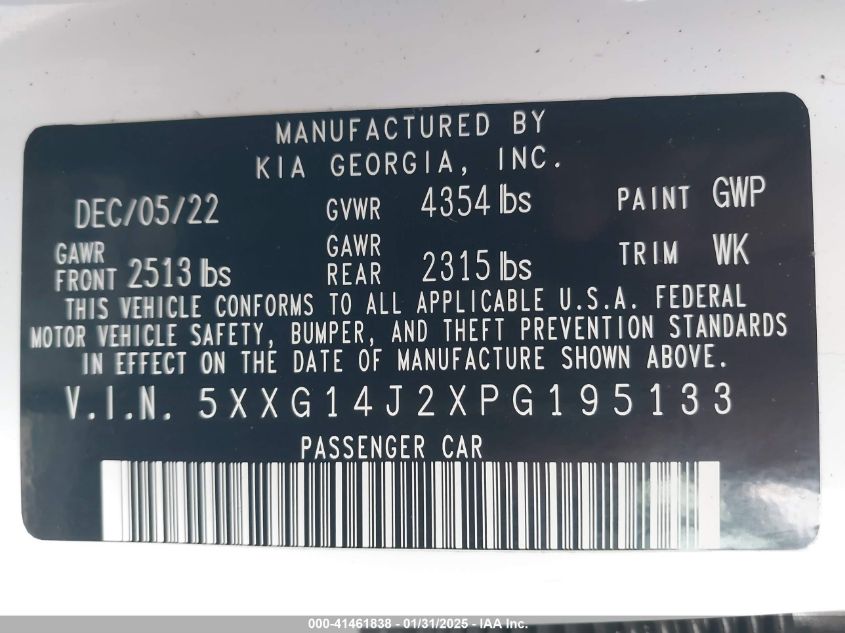 MANUFACTURED BY
KIA GEORGIA, INC.
DEC/05/22 GVWR 4354 lbs PAINT GWP
GAWR FRONT 2513 lbs GAWR REAR 2315 lbs TRIM WK
THIS VEHICLE CONFORMS TO ALL APPLICABLE U.S.A. FEDERAL
MOTOR VEHICLE SAFETY, BUMPER, AND THEFT PREVENTION STANDARDS
IN EFFECT ON THE DATE OF MANUFACTURE SHOWN ABOVE.
V.I.N. 5XXG14J2XPG195133
PASSENGER CAR
000-41461838 - 01/31/2025 - IAA Inc.